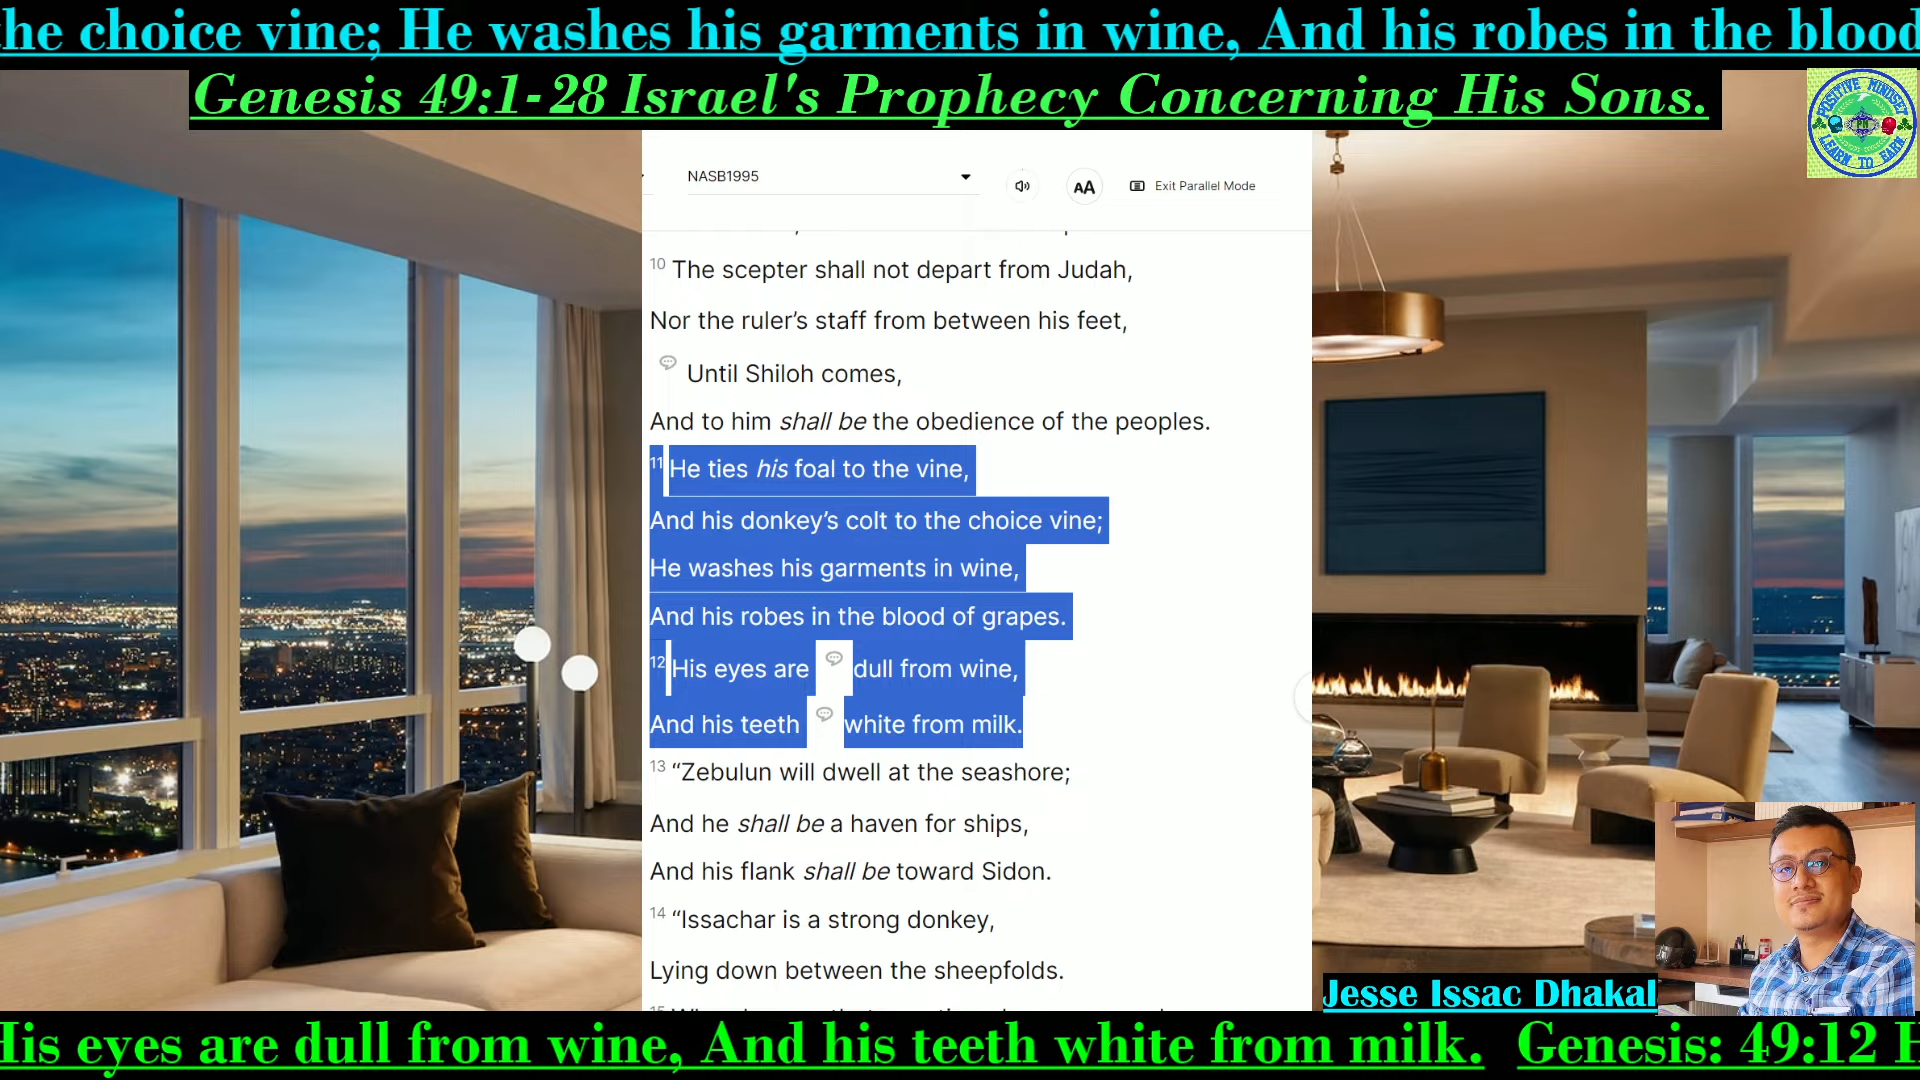 the choice vine; He washes his garments in wine, And his robes in the blood
Genesis 49:1-28 Israel's Prophecy Concerning His Sons.
POSITIVE MINDSET
LEARN TO EARN
NASB1995
AA
Exit Parallel Mode
10 The scepter shall not depart from Judah,
Nor the ruler’s staff from between his feet,
Until Shiloh comes,
And to him shall be the obedience of the peoples.
11 He ties his foal to the vine,
And his donkey’s colt to the choice vine;
He washes his garments in wine,
And his robes in the blood of grapes.
12 His eyes are dull from wine,
And his teeth white from milk.
13 “Zebulun will dwell at the seashore;
And he shall be a haven for ships,
And his flank shall be toward Sidon.
14 “Issachar is a strong donkey,
Lying down between the sheepfolds.
Jesse Issac Dhakal
His eyes are dull from wine, And his teeth white from milk. Genesis: 49:12 H